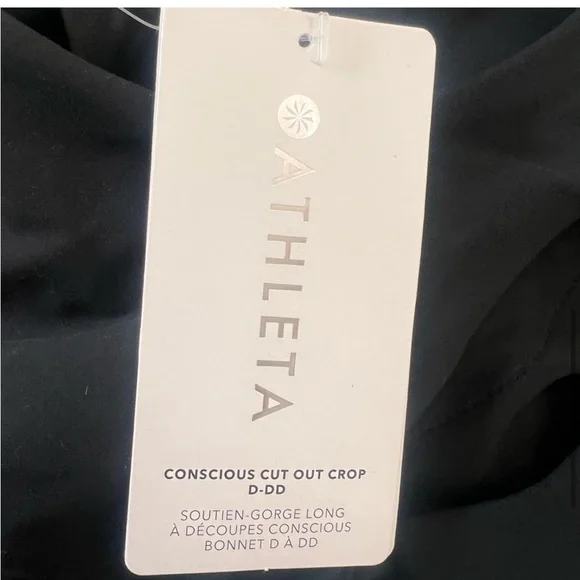 ATHLETA
CONSCIOUS CUT OUT CROP
D-DD
SOUTIEN-GORGE LONG
À DÉCOUPES CONSCIOUS
BONNET D À DD